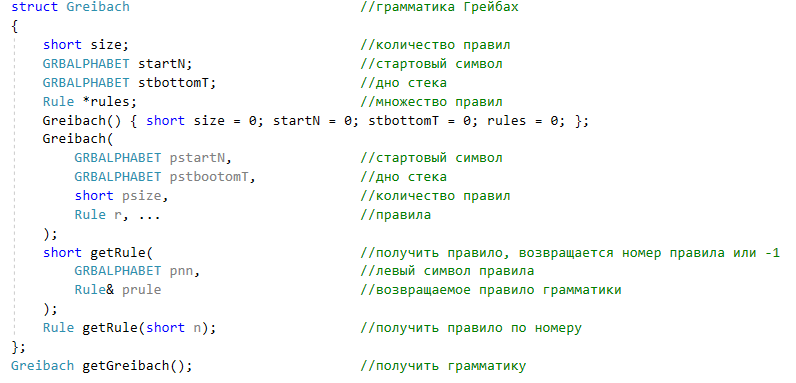 struct Greibach //грамматика Грейбах
{
short size; //количество правил
GRBALPHABET startN; //стартовый символ
GRBALPHABET stbottomT; //дно стека
Rule *rules; //множество правил
Greibach() { short size = 0; startN = 0; stbottomT = 0; rules = 0; };
Greibach(
GRBALPHABET pstartN, //стартовый символ
GRBALPHABET pstbootomT, //дно стека
short psize, //количество правил
Rule r, ... //правила
);
short getRule( //получить правило, возвращается номер правила или -1
GRBALPHABET pnn, //левый символ правила
Rule& prule //возвращаемое правило грамматики
);
Rule getRule(short n); //получить правило по номеру
};
Greibach getGreibach(); //получить грамматику